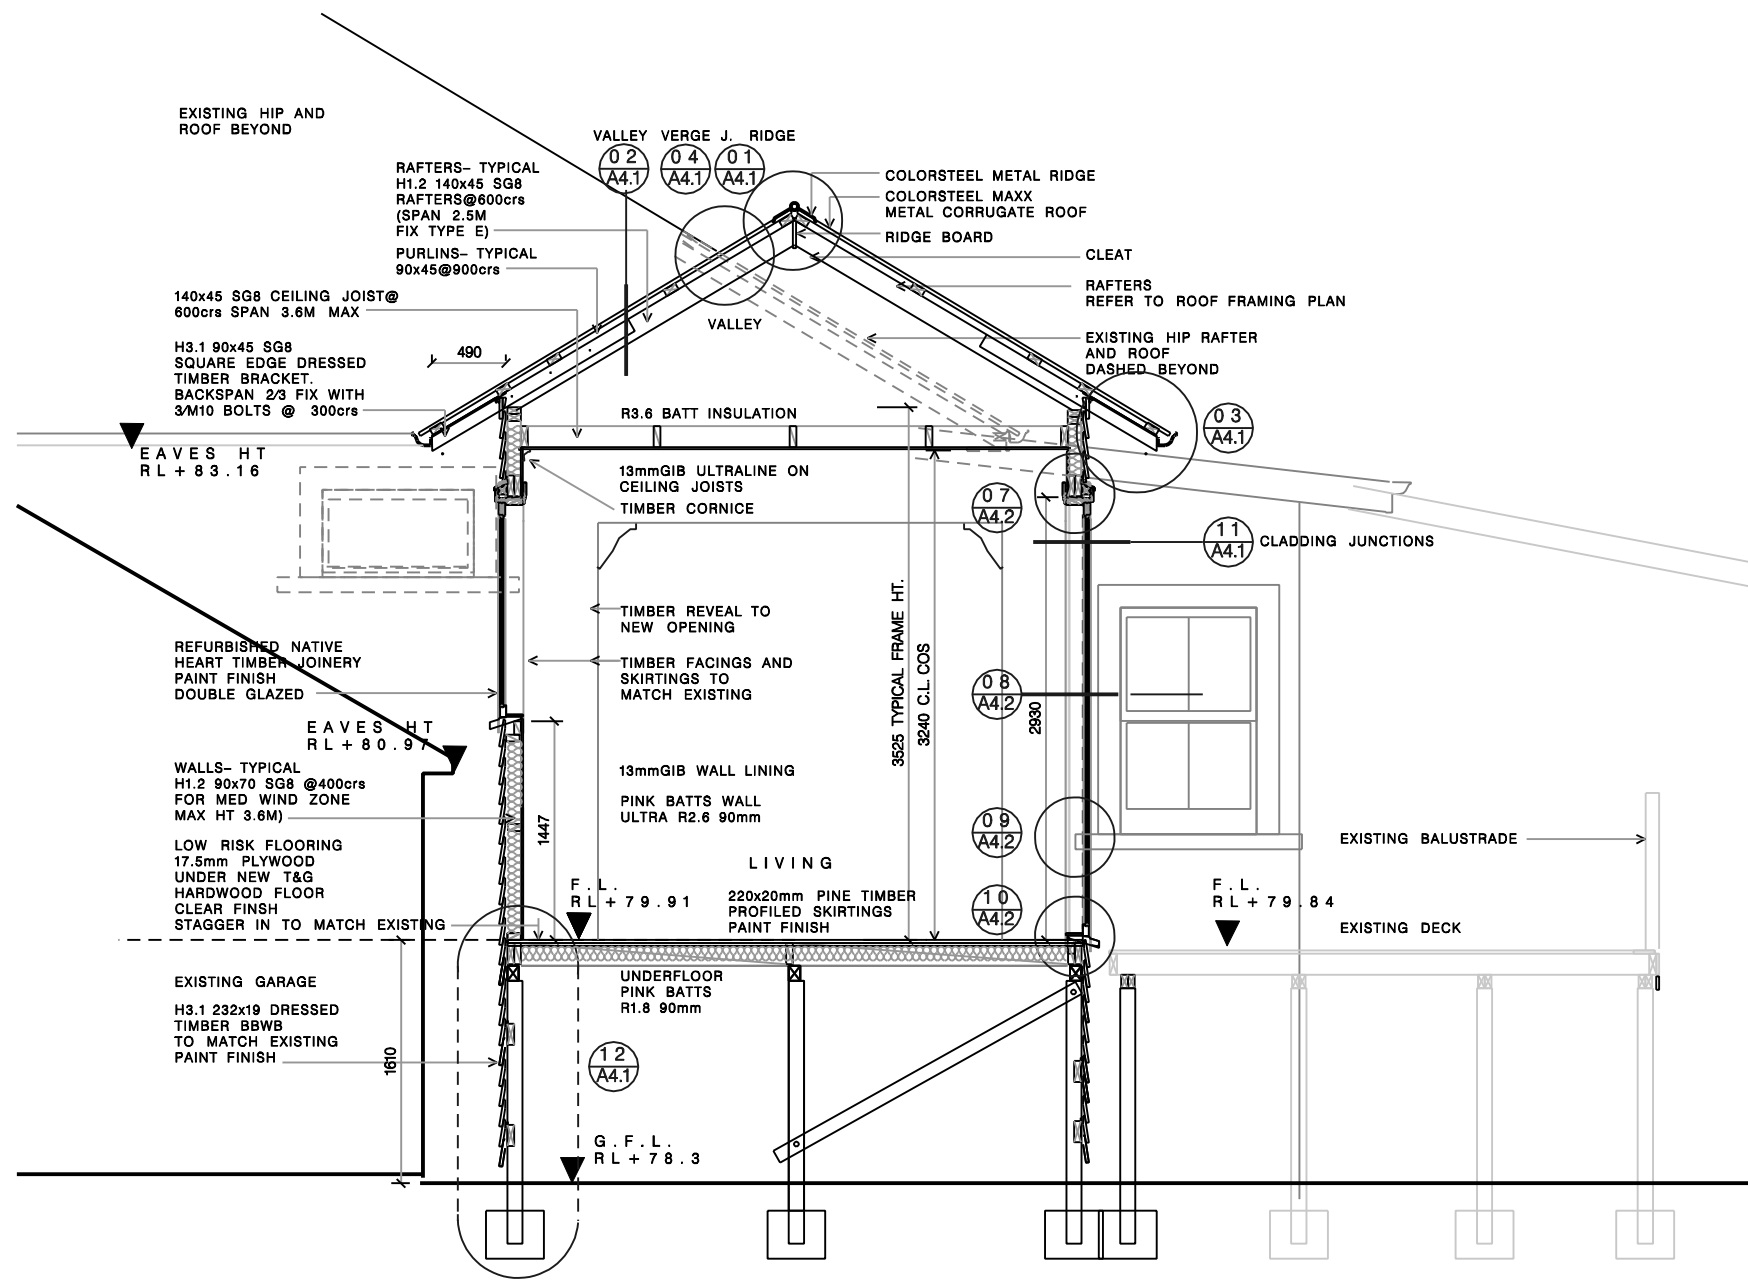 EXISTING HIP AND
ROOF BEYOND
VALLEY VERGE J. RIDGE
02
A4.1
04
A4.1
01
A4.1
RAFTERS- TYPICAL
H1.2 140x45 SG8
RAFTERS@600crs
(SPAN 2.5M
FIX TYPE E)
PURLINS- TYPICAL
90x45@900crs
140x45 SG8 CEILING JOIST@
600crs SPAN 3.6M MAX
H3.1 90x45 SG8
SQUARE EDGE DRESSED
TIMBER BRACKET.
BACKSPAN 2/3 FIX WITH
3/M10 BOLTS @ 300crs
490
COLORSTEEL METAL RIDGE
COLORSTEEL MAXX
METAL CORRUGATE ROOF
RIDGE BOARD
CLEAT
RAFTERS
REFER TO ROOF FRAMING PLAN
EXISTING HIP RAFTER
AND ROOF
DASHED BEYOND
VALLEY
R3.6 BATT INSULATION
03
A4.1
EAVES HT
RL+83.16
13mmGIB ULTRALINE ON
CEILING JOISTS
TIMBER CORNICE
07
A4.2
11
A4.1
CLADDING JUNCTIONS
TIMBER REVEAL TO
NEW OPENING
TIMBER FACINGS AND
SKIRTINGS TO
MATCH EXISTING
3525 TYPICAL FRAME HT.
3240 C.L. COS
2930
08
A4.2
REFURBISHED NATIVE
HEART TIMBER JOINERY
PAINT FINISH
DOUBLE GLAZED
EAVES HT
RL+80.97
WALLS- TYPICAL
H1.2 90x70 SG8 @400crs
FOR MED WIND ZONE
MAX HT 3.6M)
LOW RISK FLOORING
17.5mm PLYWOOD
UNDER NEW T&G
HARDWOOD FLOOR
CLEAR FINSH
STAGGER IN TO MATCH EXISTING
1447
13mmGIB WALL LINING
PINK BATTS WALL
ULTRA R2.6 90mm
LIVING
09
A4.2
10
A4.2
F.L.
RL+79.91
220x20mm PINE TIMBER
PROFILED SKIRTINGS
PAINT FINISH
EXISTING BALUSTRADE
F.L.
RL+79.84
EXISTING DECK
EXISTING GARAGE
H3.1 232x19 DRESSED
TIMBER BBWB
TO MATCH EXISTING
PAINT FINISH
1610
UNDERFLOOR
PINK BATTS
R1.8 90mm
12
A4.1
G.F.L.
RL+78.3